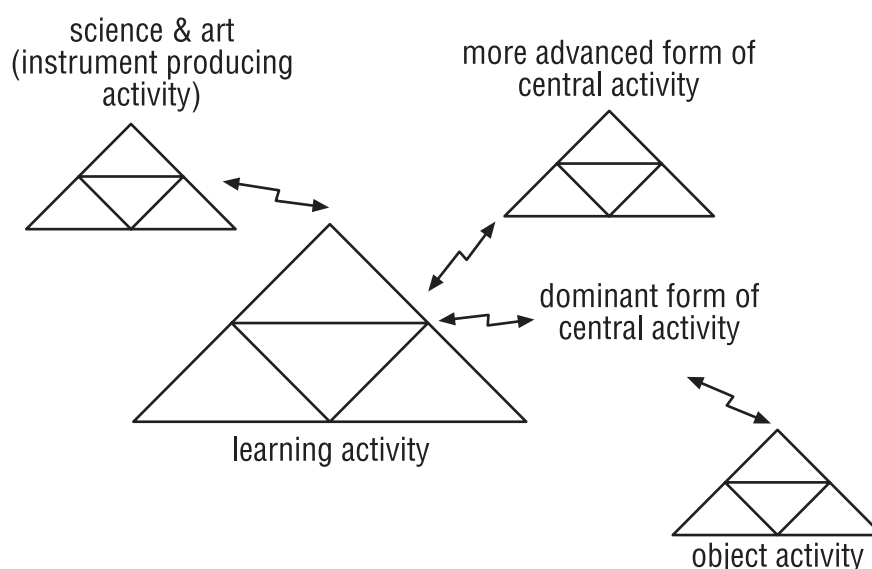 science & art
(instrument producing
activity)
more advanced form of
central activity
dominant form of
central activity
learning activity
object activity